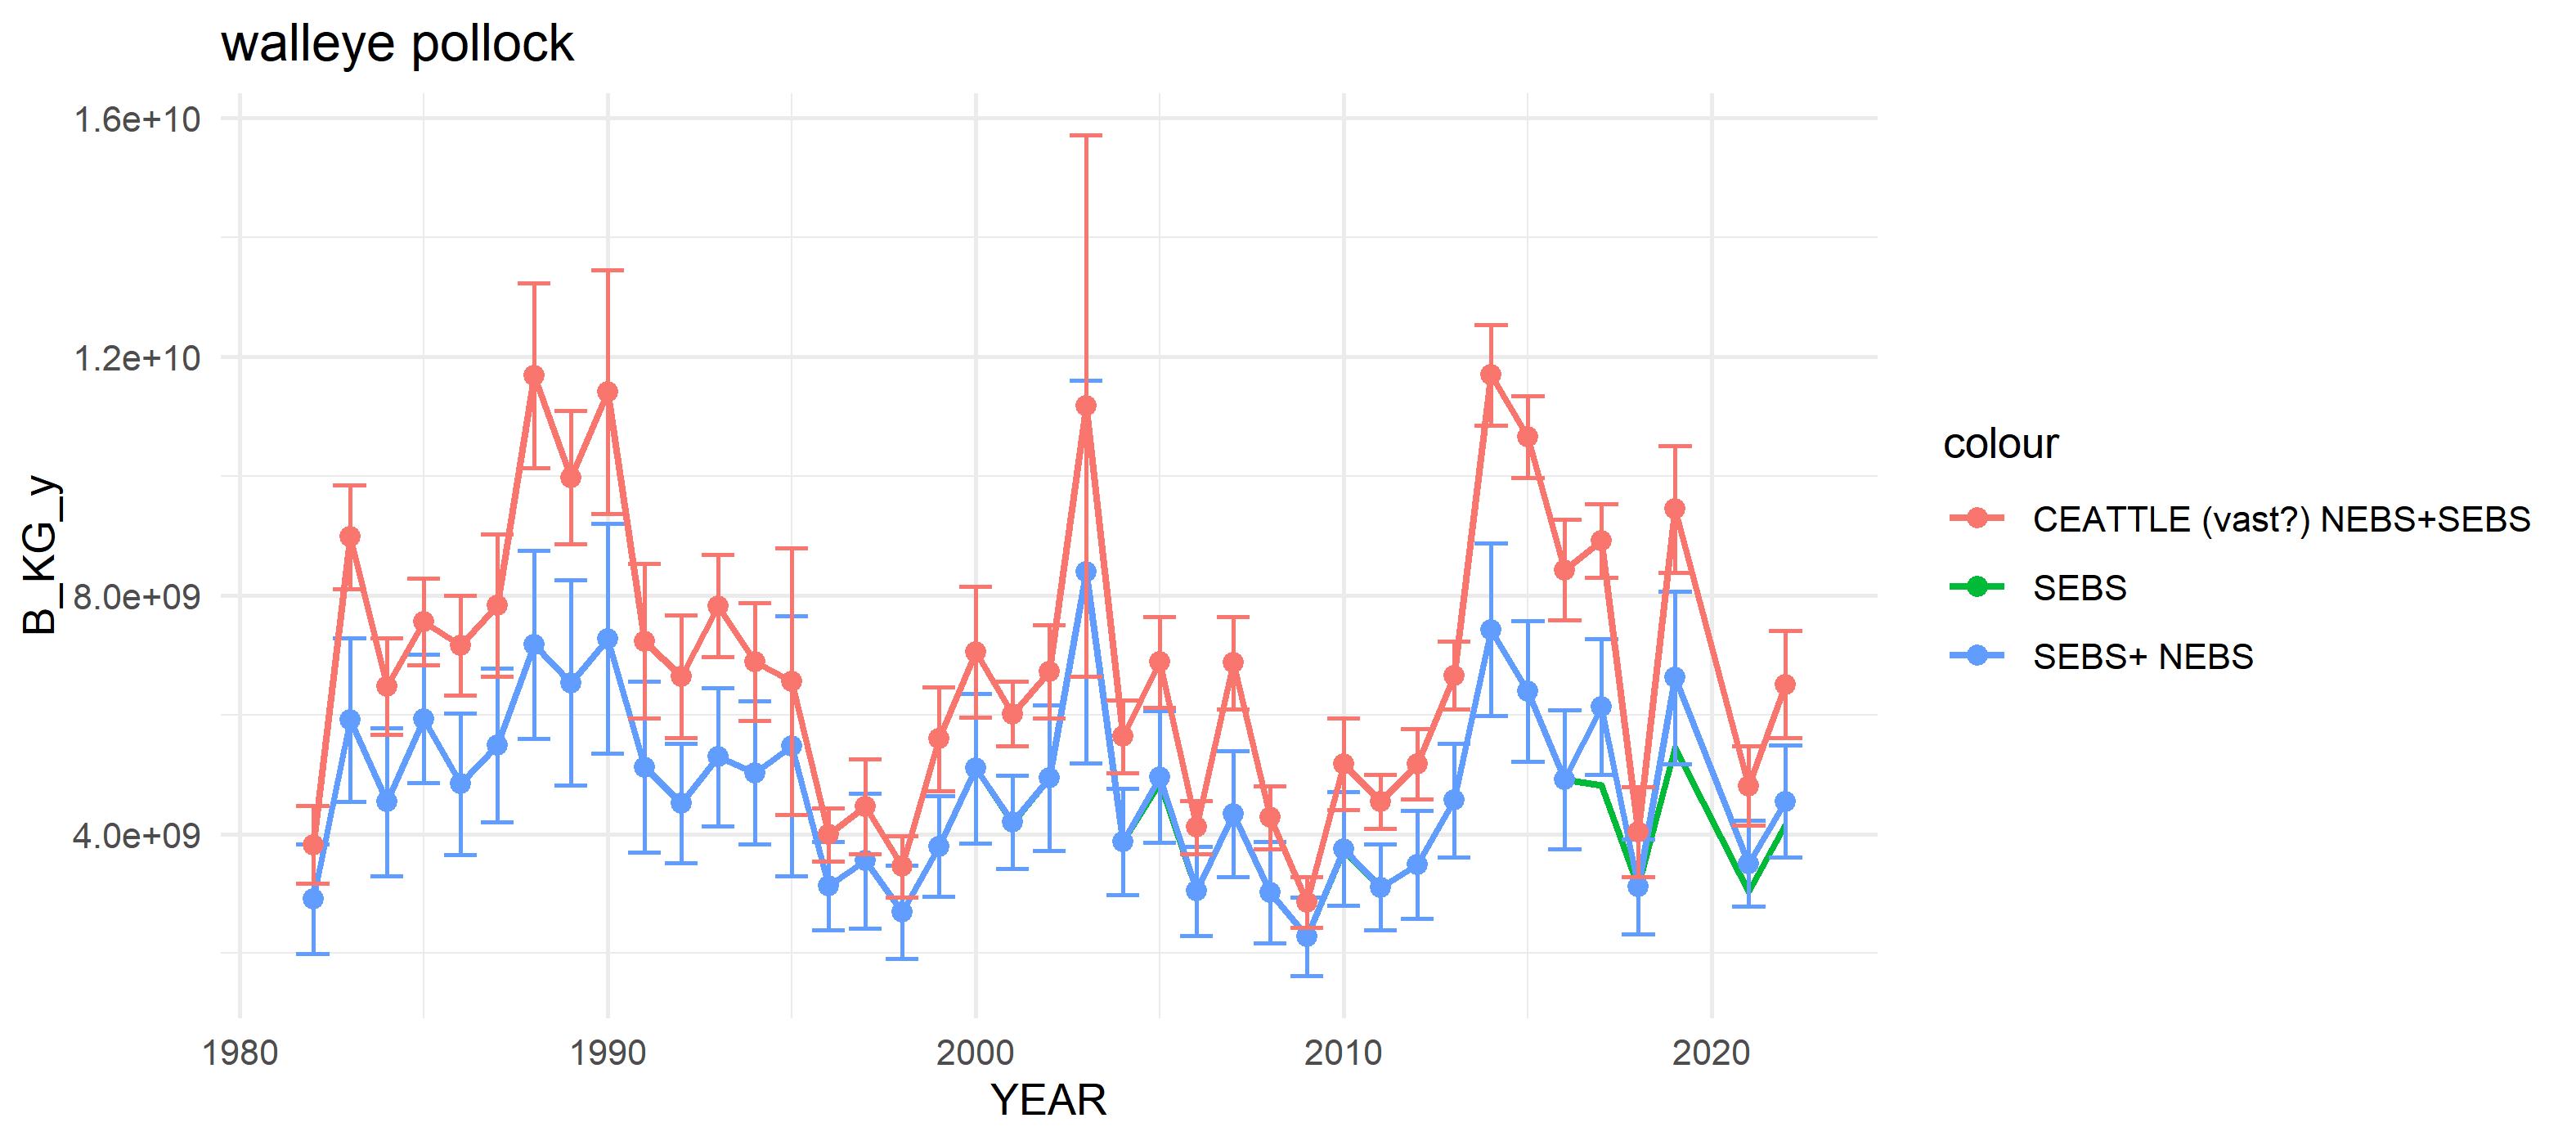 walleye pollock
1.6e+10
1.2e+10
8.0e+09
4.0e+09
B_KG_y
1980 1990 2000 2010 2020
YEAR
colour
CEATTLE (vast?) NEBS+SEBS
SEBS
SEBS+ NEBS